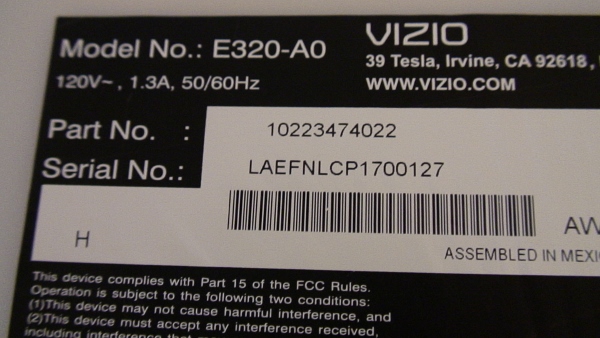 Model No.: E320-A0
VIZIO
120V~ , 1.3A, 50/60Hz
39 Tesla, Irvine, CA 92618,
WWW.VIZIO.COM
Part No. : 10223474022
Serial No.: LAEFNLCP1700127
H
ASSEMBLED IN
This device complies with Part 15 of the FCC Rules.
Operation is subject to the following two conditions:
(1)This device may not cause harmful interference, and
(2)This device must accept any interference received,
including interference that